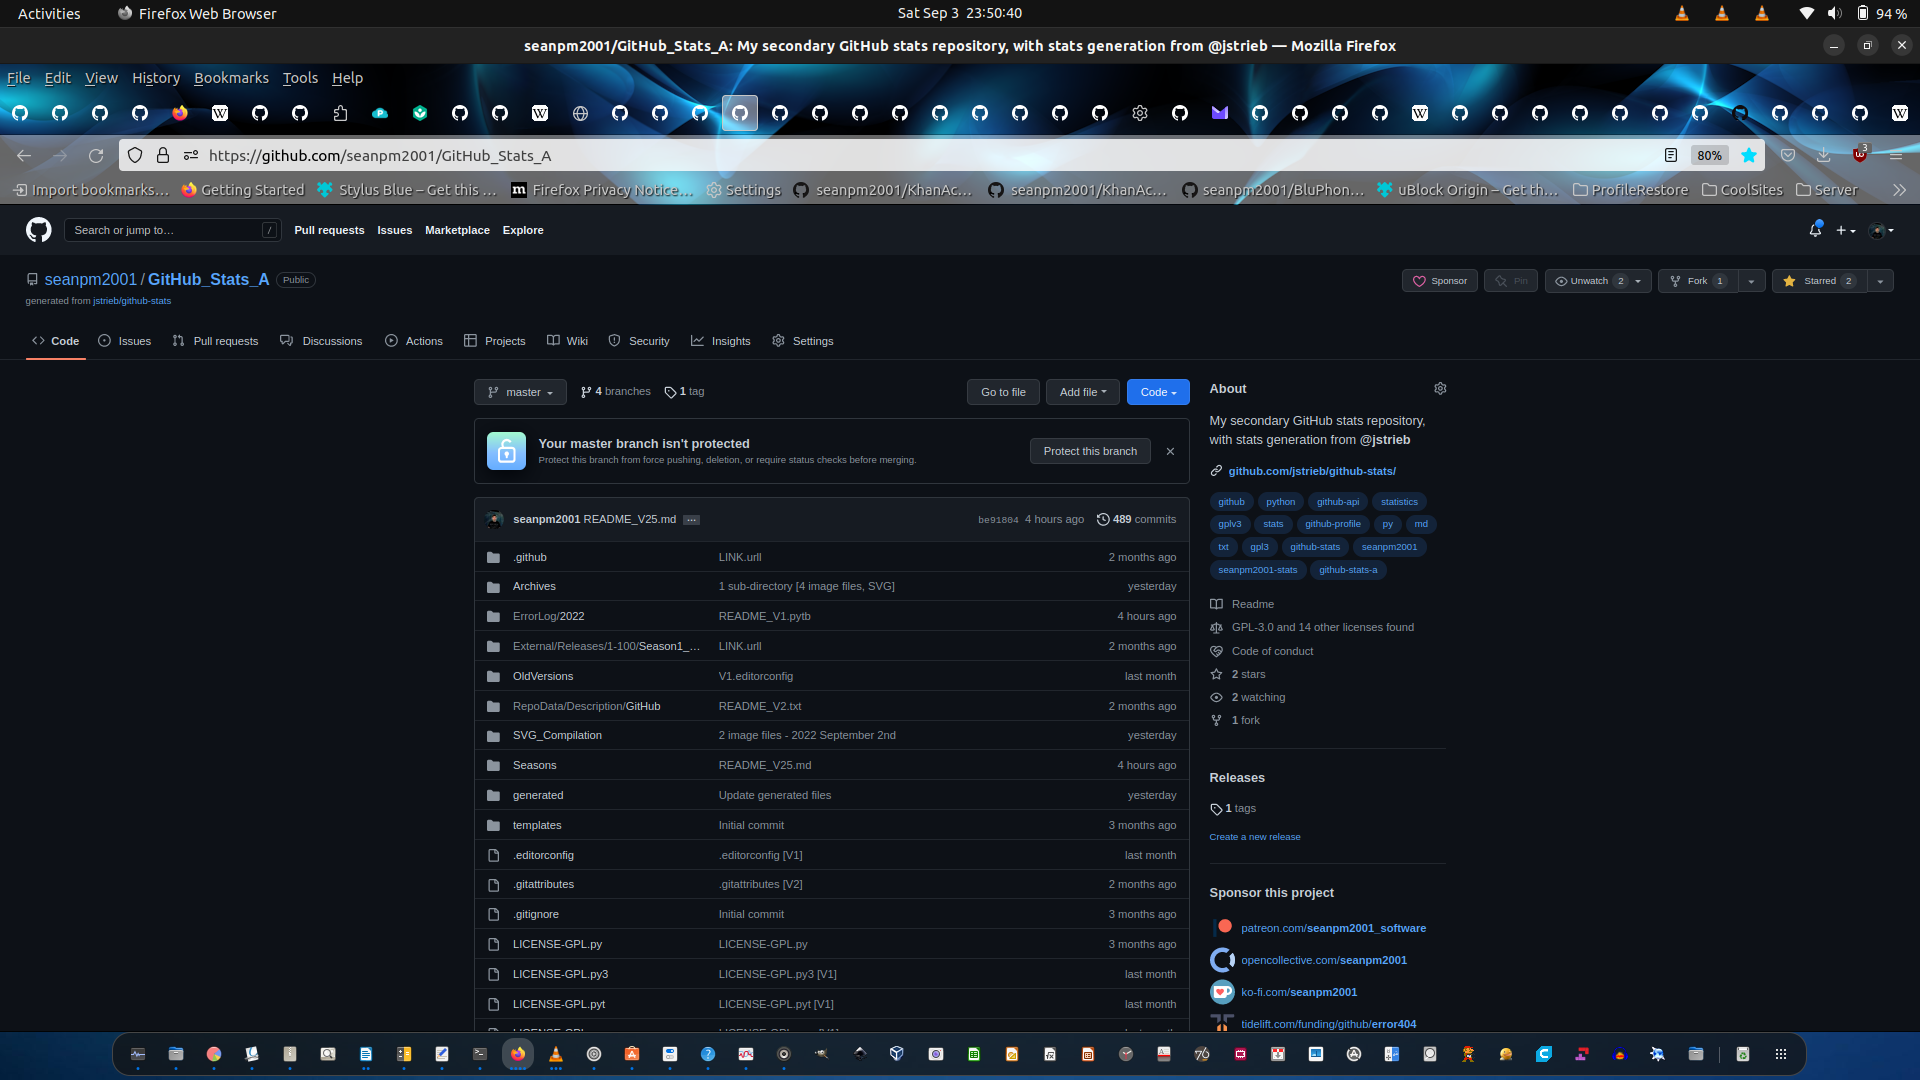 Activities
Firefox Web Browser
Sat Sep 3 23:50:40
94 %
seanpm2001/GitHub_Stats_A: My secondary GitHub stats repository, with stats generation from @jstrieb — Mozilla Firefox
File Edit View History Bookmarks Tools Help
https://github.com/seanpm2001/GitHub_Stats_A
80%
3
Import bookmarks…
Getting Started
Stylus Blue – Get this …
Firefox Privacy Notice…
Settings
seanpm2001/KhanAc…
seanpm2001/KhanAc…
seanpm2001/BluPhon…
uBlock Origin – Get th…
ProfileRestore
CoolSites
Server
Search or jump to…
/
Pull requests
Issues
Marketplace
Explore
seanpm2001 / GitHub_Stats_A
Public
generated from jstrieb/github-stats
Sponsor
Pin
Unwatch 2
Fork 1
Starred 2
Code
Issues
Pull requests
Discussions
Actions
Projects
Wiki
Security
Insights
Settings
master
4 branches
1 tag
Go to file
Add file
Code
Your master branch isn't protected
Protect this branch from force pushing, deletion, or require status checks before merging.
Protect this branch
seanpm2001 README_V25.md …
be91804 4 hours ago
489 commits
.github LINK.urll 2 months ago
Archives 1 sub-directory [4 image files, SVG] yesterday
ErrorLog/2022 README_V1.pytb 4 hours ago
External/Releases/1-100/Season1_… LINK.urll 2 months ago
OldVersions V1.editorconfig last month
RepoData/Description/GitHub README_V2.txt 2 months ago
SVG_Compilation 2 image files - 2022 September 2nd yesterday
Seasons README_V25.md 4 hours ago
generated Update generated files yesterday
templates Initial commit 3 months ago
.editorconfig .editorconfig [V1] last month
.gitattributes .gitattributes [V2] 2 months ago
.gitignore Initial commit 3 months ago
LICENSE-GPL.py LICENSE-GPL.py 3 months ago
LICENSE-GPL.py3 LICENSE-GPL.py3 [V1] last month
LICENSE-GPL.pyt LICENSE-GPL.pyt [V1] last month
About
My secondary GitHub stats repository,
with stats generation from @jstrieb
github.com/jstrieb/github-stats/
github python github-api statistics
gplv3 stats github-profile py md
txt gpl3 github-stats seanpm2001
seanpm2001-stats github-stats-a
Readme
GPL-3.0 and 14 other licenses found
Code of conduct
2 stars
2 watching
1 fork
Releases
1 tags
Create a new release
Sponsor this project
patreon.com/seanpm2001_software
opencollective.com/seanpm2001
ko-fi.com/seanpm2001
tidelift.com/funding/github/error404